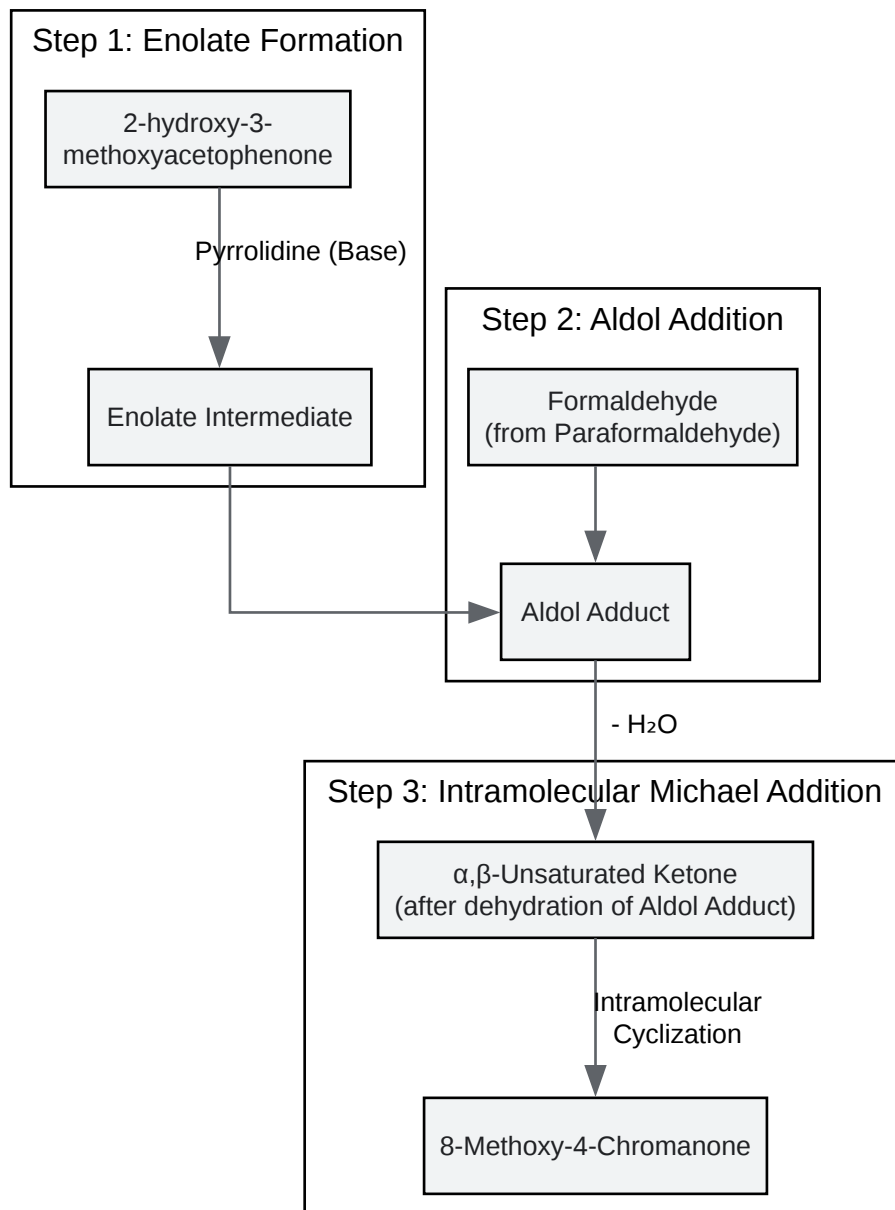 Step 1: Enolate Formation
2-hydroxy-3-
methoxyacetophenone
Pyrrolidine (Base)
Enolate Intermediate
Step 2: Aldol Addition
Formaldehyde
(from Paraformaldehyde)
Aldol Adduct
- H₂O
Step 3: Intramolecular Michael Addition
α,β-Unsaturated Ketone
(after dehydration of Aldol Adduct)
Intramolecular
Cyclization
8-Methoxy-4-Chromanone